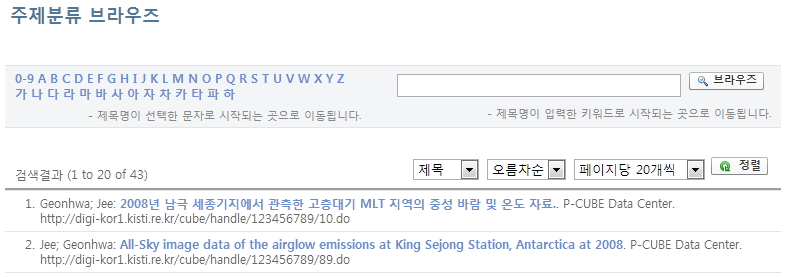 주제분류 브라우즈
0-9 A B C D E F G H I J K L M N O P Q R S T U V W X Y Z
가 나 다 라 마 바 사 아 자 차 카 타 파 하
브라우즈
- 제목명이 선택한 문자로 시작되는 곳으로 이동됩니다.
- 제목명이 입력한 키워드로 시작되는 곳으로 이동됩니다.
검색결과 (1 to 20 of 43)
제목 오름차순 페이지당 20개씩 정렬
1. Geonhwa; Jee: 2008년 남극 세종기지에서 관측한 고층대기 MLT 지역의 중성 바람 및 온도 자료.. P-CUBE Data Center.
http://digi-kor1.kisti.re.kr/cube/handle/123456789/10.do
2. Jee; Geonhwa: All-Sky image data of the airglow emissions at King Sejong Station, Antarctica at 2008. P-CUBE Data Center.
http://digi-kor1.kisti.re.kr/cube/handle/123456789/89.do